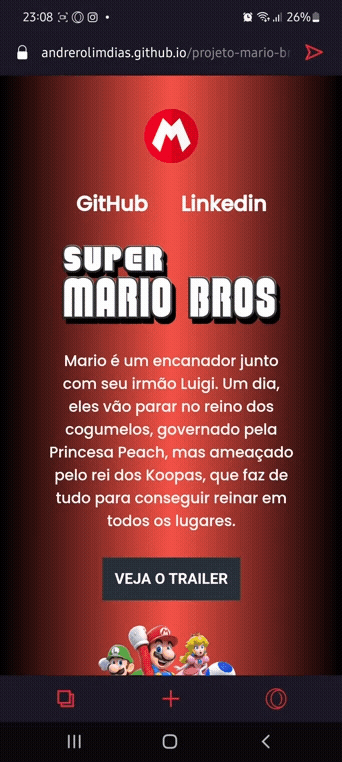 23:08 26%
andrerolimdias.github.io/projeto-mario-br
M
GitHub Linkedin
SUPER
MARIO BROS
Mario é um encanador junto
com seu irmão Luigi. Um dia,
eles vão parar no reino dos
cogumelos, governado pela
Princesa Peach, mas ameaçado
pelo rei dos Koopas, que faz de
tudo para conseguir reinar em
todos os lugares.
VEJA O TRAILER